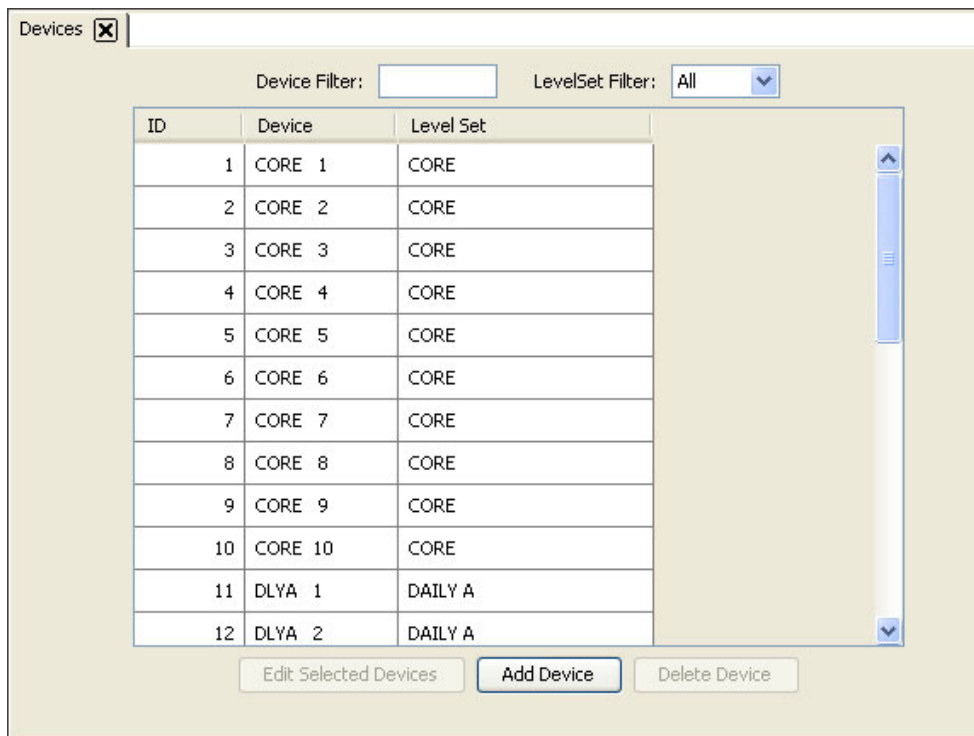 Devices
Device Filter: LevelSet Filter: All
ID Device Level Set
1 CORE 1 CORE
2 CORE 2 CORE
3 CORE 3 CORE
4 CORE 4 CORE
5 CORE 5 CORE
6 CORE 6 CORE
7 CORE 7 CORE
8 CORE 8 CORE
9 CORE 9 CORE
10 CORE 10 CORE
11 DLYA 1 DAILY A
12 DLYA 2 DAILY A
Edit Selected Devices Add Device Delete Device